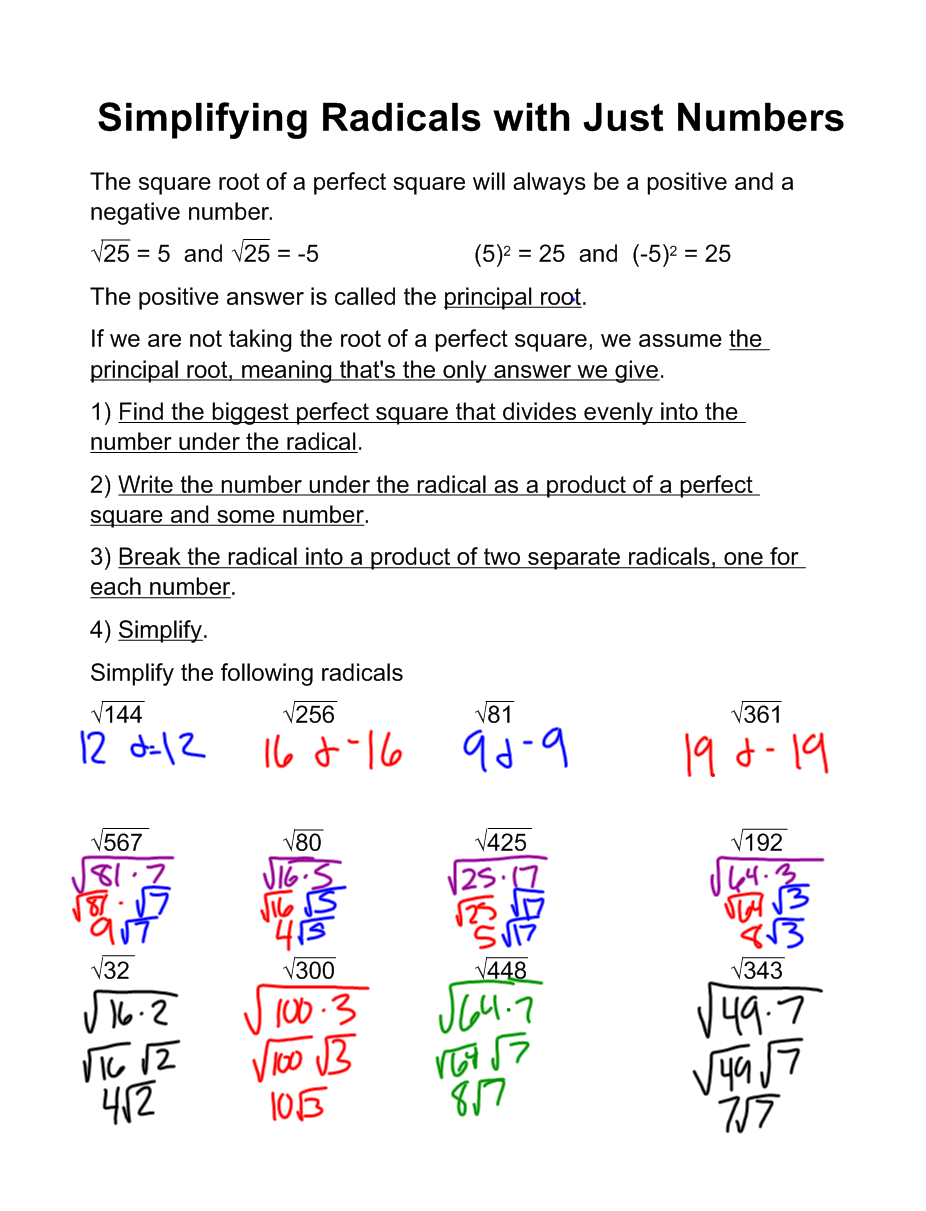 Simplifying Radicals with Just Numbers
The square root of a perfect square will always be a positive and a
negative number.
√25 = 5 and √25 = -5 (5)² = 25 and (-5)² = 25
The positive answer is called the principal root.
If we are not taking the root of a perfect square, we assume the
principal root, meaning that's the only answer we give.
1) Find the biggest perfect square that divides evenly into the
number under the radical.
2) Write the number under the radical as a product of a perfect
square and some number.
3) Break the radical into a product of two separate radicals, one for
each number.
4) Simplify.
Simplify the following radicals
√144 √256 √81 √361
12 & -12 16 & -16 9 & -9 19 & -19
√567 √80 √425 √192
√81·7 √16·5 √25·17 √64·3
√81 · √7 √16 √5 √25 √17 √64 √3
9√7 4√5 5√17 8√3
√32 √300 √448 √343
√16·2 √100·3 √64·7 √49·7
√16 √2 √100 √3 √64 √7 √49 √7
4√2 10√3 8√7 7√7